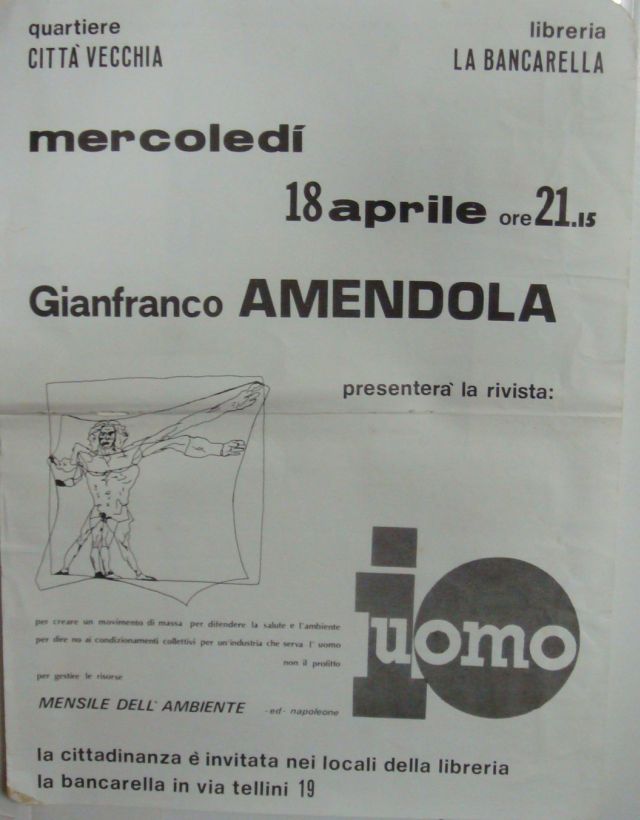 quartiere
CITTÀ VECCHIA
libreria
LA BANCARELLA
mercoledí
18 aprile ore 21.15
Gianfranco AMENDOLA
presenterà la rivista:
io
uomo
per creare un movimento di massa per difendere la salute e l'ambiente
per dire no ai condizionamenti collettivi per un'industria che serva l' uomo
non il profitto
per gestire le risorse
MENSILE DELL'AMBIENTE -ed- napoleone
la cittadinanza è invitata nei locali della libreria
la bancarella in via tellini 19